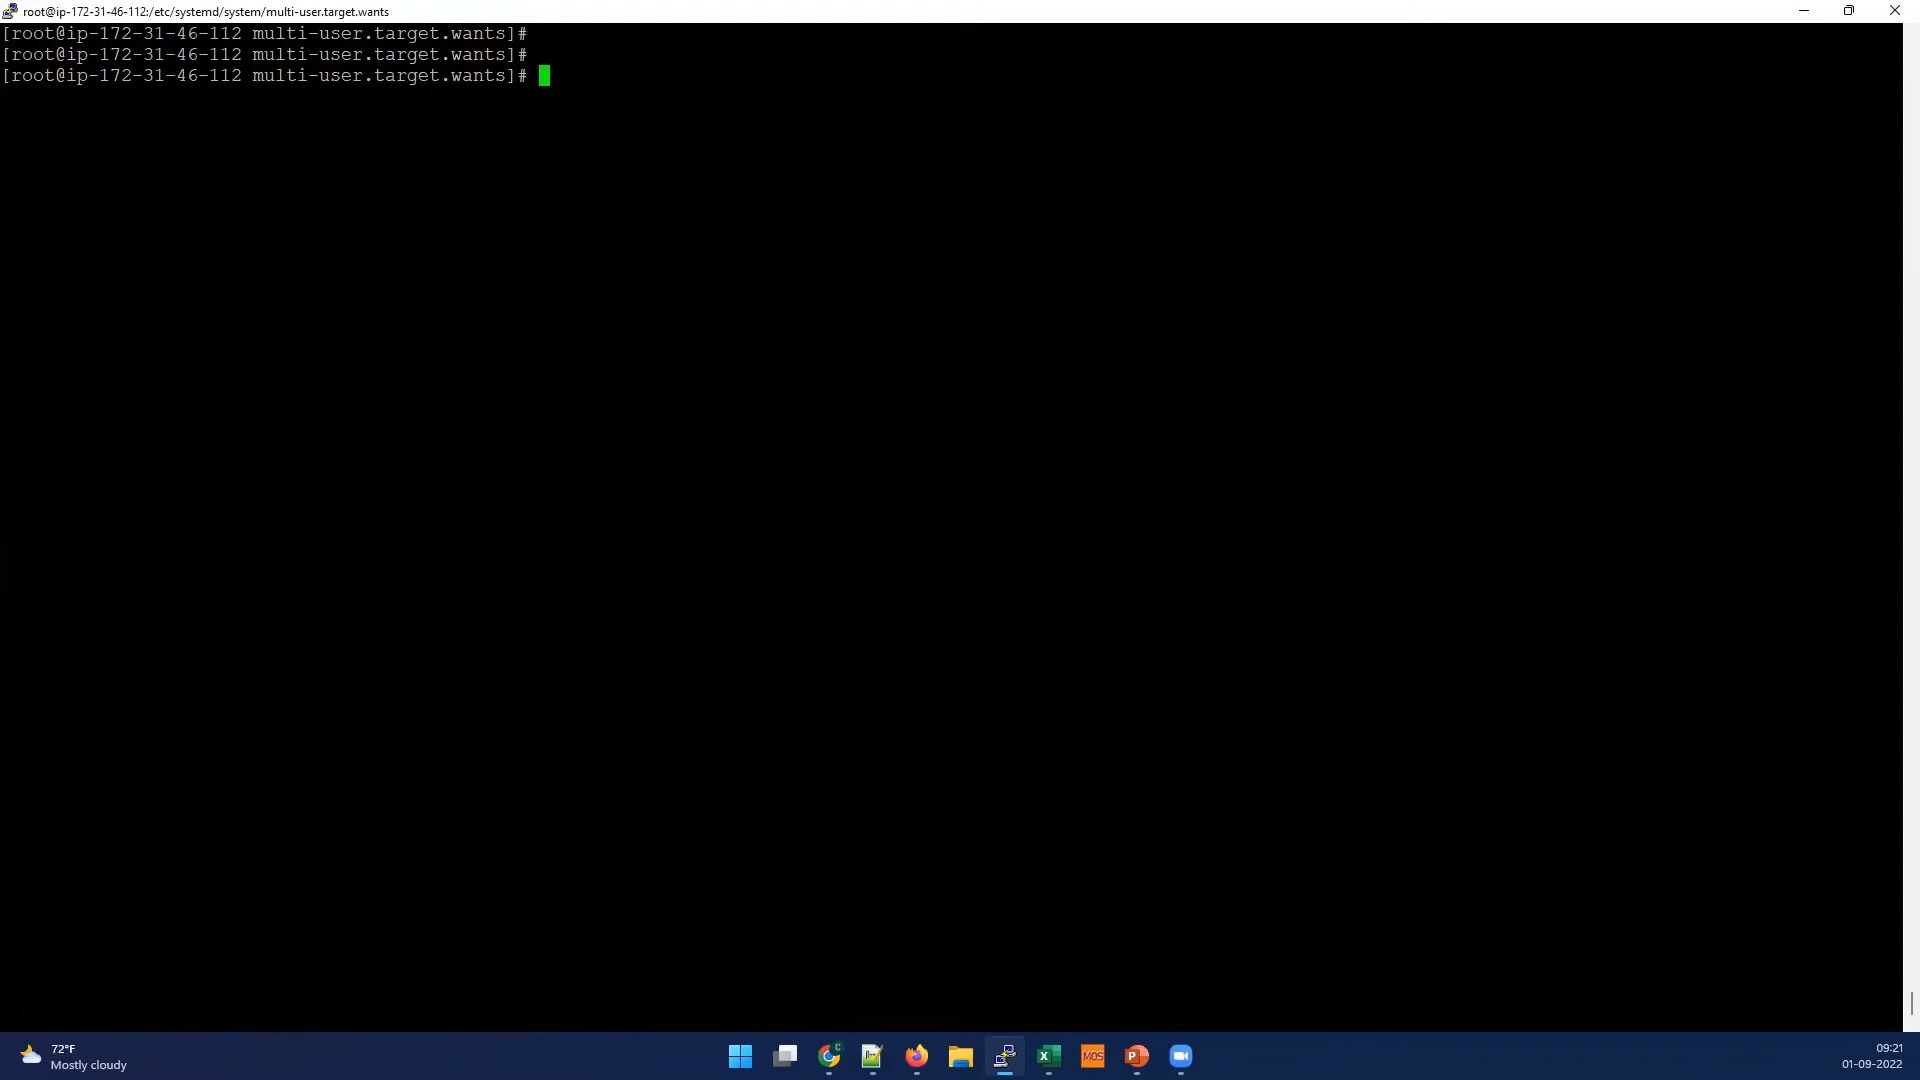 root@ip-172-31-46-112:/etc/systemd/system/multi-user.target.wants
[root@ip-172-31-46-112 multi-user.target.wants]#
[root@ip-172-31-46-112 multi-user.target.wants]#
[root@ip-172-31-46-112 multi-user.target.wants]#
72°F
Mostly cloudy
C
X
MOS
P
09:21
01-09-2022